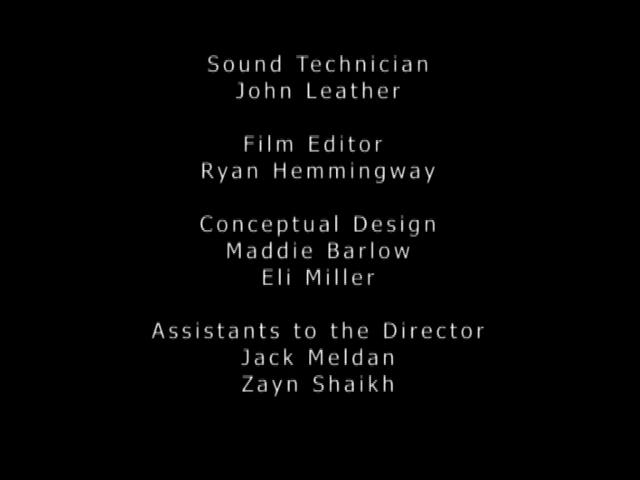 Sound Technician
John Leather
Film Editor
Ryan Hemmingway
Conceptual Design
Maddie Barlow
Eli Miller
Assistants to the Director
Jack Meldan
Zayn Shaikh